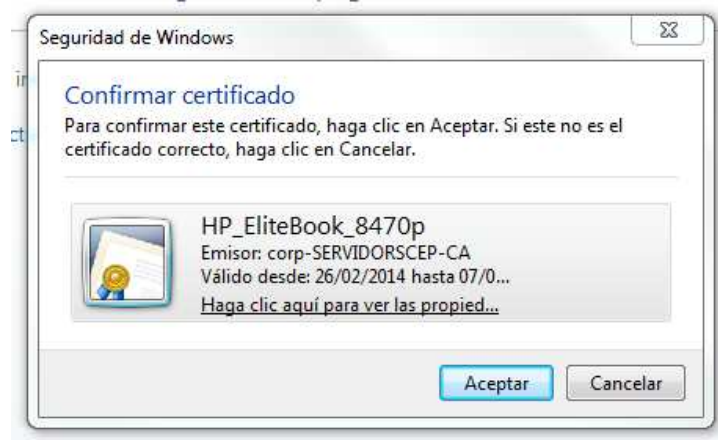 Seguridad de Windows
Confirmar certificado
Para confirmar este certificado, haga clic en Aceptar. Si este no es el
certificado correcto, haga clic en Cancelar.
HP_EliteBook_8470p
Emisor: corp-SERVIDORSCEP-CA
Válido desde: 26/02/2014 hasta 07/0...
Haga clic aquí para ver las propied...
Aceptar Cancelar